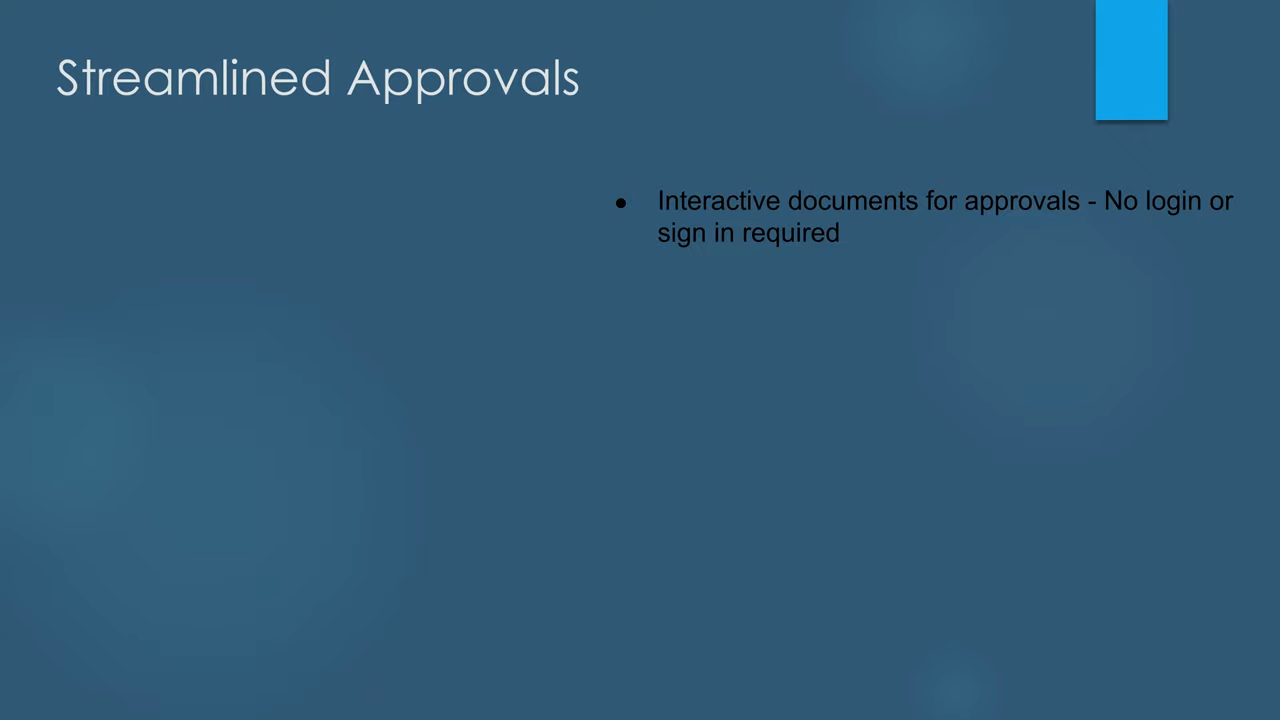 Streamlined Approvals
● Interactive documents for approvals - No login or
sign in required